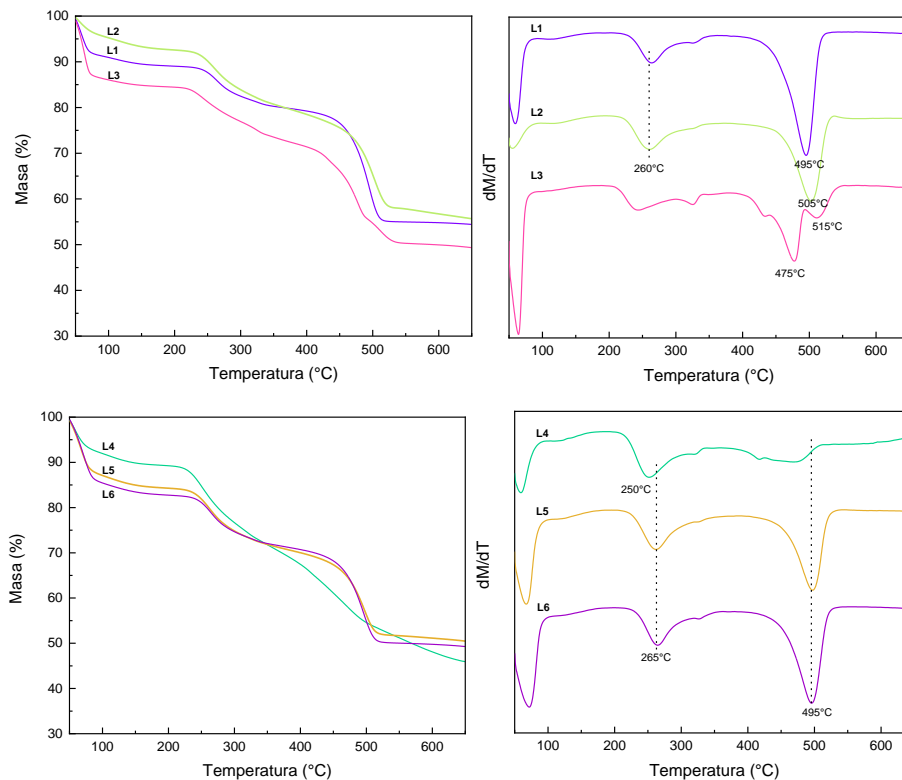 100
90
80
70
60
50
40
30
Masa (%)
L2
L1
L3
100
200
300
400
500
600
Temperatura (°C)
dM/dT
L1
L2
L3
260°C
495°C
505°C
515°C
475°C
100
200
300
400
500
600
Temperatura (°C)
100
90
80
70
60
50
40
30
Masa (%)
L4
L5
L6
100
200
300
400
500
600
Temperatura (°C)
dM/dT
L4
250°C
L5
L6
265°C
495°C
100
200
300
400
500
600
Temperatura (°C)